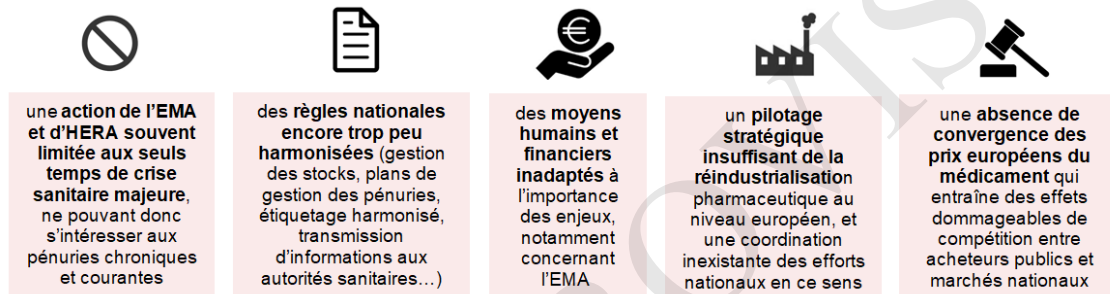 une action de l'EMA
et d'HERA souvent
limitée aux seuls
temps de crise
sanitaire majeure,
ne pouvant donc
s'intéresser aux
pénuries chroniques
et courantes
des règles nationales
encore trop peu
harmonisées (gestion
des stocks, plans de
gestion des pénuries,
étiquetage harmonisé,
transmission
d'informations aux
autorités sanitaires…)
€
des moyens
humains et
financiers
inadaptés à
l'importance
des enjeux,
notamment
concernant
l'EMA
un pilotage
stratégique
insuffisant de la
réindustrialisation
pharmaceutique au
niveau européen, et
une coordination
inexistante des efforts
nationaux en ce sens
une absence de
convergence des
prix européens du
médicament qui
entraîne des effets
dommageables de
compétition entre
acheteurs publics et
marchés nationaux